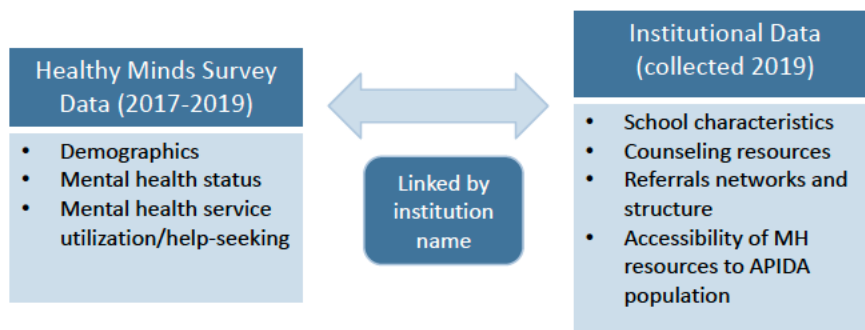 Healthy Minds Survey
Data (2017-2019)
• Demographics
• Mental health status
• Mental health service
utilization/help-seeking
Linked by
institution
name
Institutional Data
(collected 2019)
• School characteristics
• Counseling resources
• Referrals networks and
structure
• Accessibility of MH
resources to APIDA
population